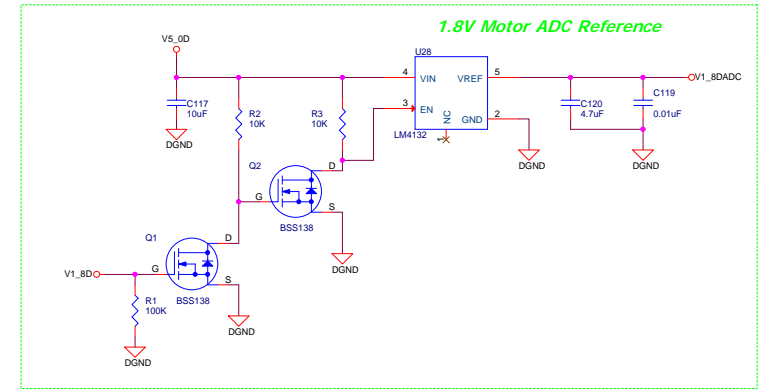 1.8V Motor ADC Reference
V5_0D
U28
4 VIN VREF 5
V1_8DADC
C117
10uF
R2
10K
R3
10K
3 EN
NC
GND 2
1
LM4132
C120
4.7uF
C119
0.01uF
DGND
DGND
DGND
DGND
Q2
D
G
S
BSS138
DGND
Q1
D
V1_8D
G
S
BSS138
R1
100K
DGND
DGND